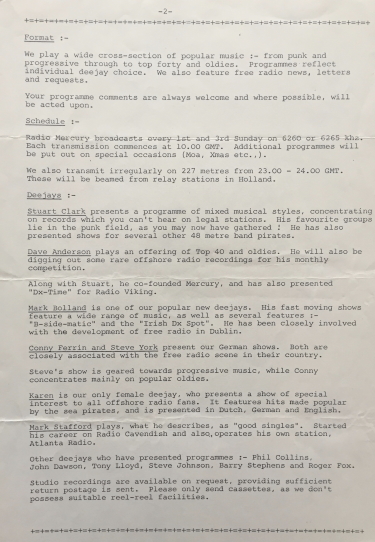 -2-
Format :-
We play a wide cross-section of popular music :- from punk and
progressive through to top forty and oldies. Programmes reflect
individual deejay choice. We also feature free radio news, letters
and requests.
Your programme comments are always welcome and where possible, will
be acted upon.
Schedule :-
Radio Mercury broadcasts every 1st and 3rd Sunday on 6260 or 6265 khz.
Each transmission commences at 10.00 GMT. Additional programmes will
be put out on special occasions (Moa, Xmas etc.,).
We also transmit irregularly on 227 metres from 23.00 - 24.00 GMT.
These will be beamed from relay stations in Holland.
Deejays :-
Stuart Clark presents a programme of mixed musical styles, concentrating
on records which you can't hear on legal stations. His favourite groups
lie in the punk field, as you may now have gathered ! He has also
presented shows for several other 48 metre band pirates.
Dave Anderson plays an offering of Top 40 and oldies. He will also be
digging out some rare offshore radio recordings for his monthly
competition.
Along with Stuart, he co-founded Mercury, and has also presented
"Dx-Time" for Radio Viking.
Mark Bolland is one of our popular new deejays. His fast moving shows
feature a wide range of music, as well as several features :-
"B-side-matic" and the "Irish Dx Spot". He has been closely involved
with the development of free radio in Dublin.
Conny Ferrin and Steve York present our German shows. Both are
closely associated with the free radio scene in their country.
Steve's show is geared towards progressive music, while Conny
concentrates mainly on popular oldies.
Karen is our only female deejay, who presents a show of special
interest to all offshore radio fans. It features hits made popular
by the sea pirates, and is presented in Dutch, German and English.
Mark Stafford plays, what he describes, as "good singles". Started
his career on Radio Cavendish and also,operates his own station,
Atlanta Radio.
Other deejays who have presented programmes :- Phil Collins,
John Dawson, Tony Lloyd, Steve Johnson, Barry Stephens and Roger Fox.
Studio recordings are available on request, providing sufficient
return postage is sent. Please only send cassettes, as we don't
possess suitable reel-reel facilities.